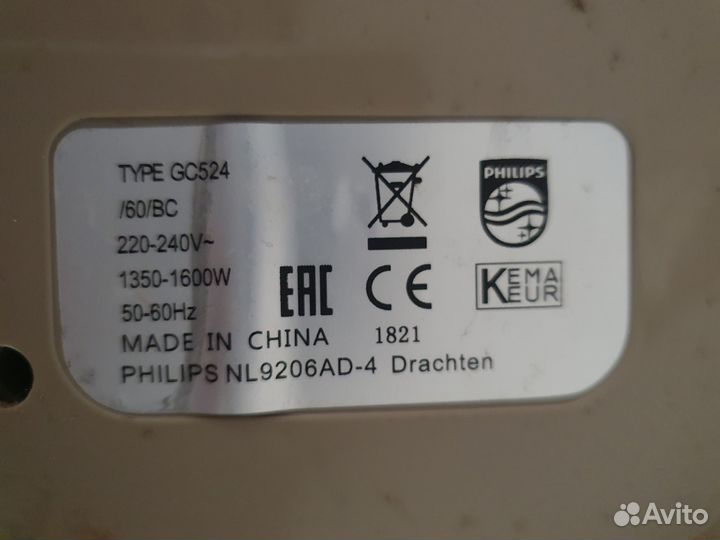 TYPE GC524
/60/BC
220-240V~
1350-1600W
50-60Hz
MADE IN CHINA 1821
PHILIPS NL9206AD-4 Drachten
EAC CE
PHILIPS
KEMA
KEUR
Avito